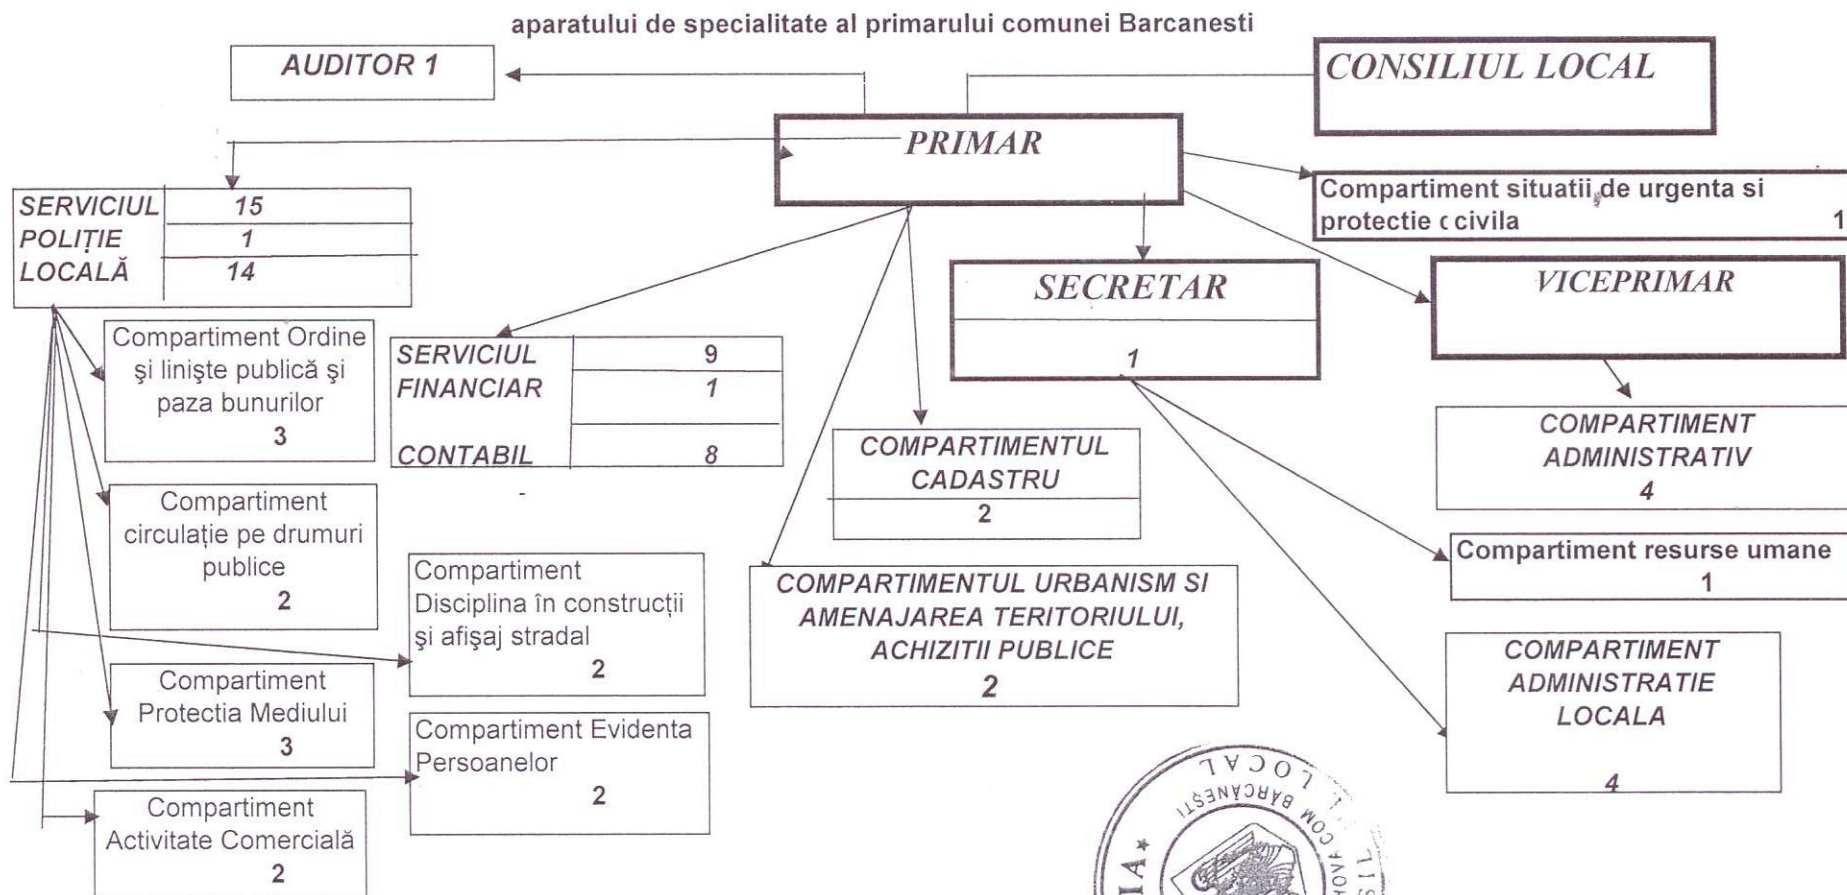 aparatului de specialitate al primarului comunei Barcanesti
AUDITOR 1
CONSILIUL LOCAL
PRIMAR
SERVICIUL 15
POLIȚIE 1
LOCALĂ 14
Compartiment situatii de urgenta si
protectie c civila 1
SECRETAR
1
VICEPRIMAR
Compartiment Ordine
şi linişte publică şi
paza bunurilor
3
SERVICIUL 9
FINANCIAR 1
CONTABIL 8
COMPARTIMENTUL
CADASTRU
2
COMPARTIMENT
ADMINISTRATIV
4
Compartiment
circulaţie pe drumuri
publice
2
Compartiment
Disciplina în construcții
şi afişaj stradal
2
COMPARTIMENTUL URBANISM SI
AMENAJAREA TERITORIULUI,
ACHIZITII PUBLICE
2
Compartiment resurse umane
1
Compartiment
Protectia Mediului
3
Compartiment Evidenta
Persoanelor
2
COMPARTIMENT
ADMINISTRATIE
LOCALA
4
Compartiment
Activitate Comercială
2
LOCAL
COM BĂRCĂNEŞTI